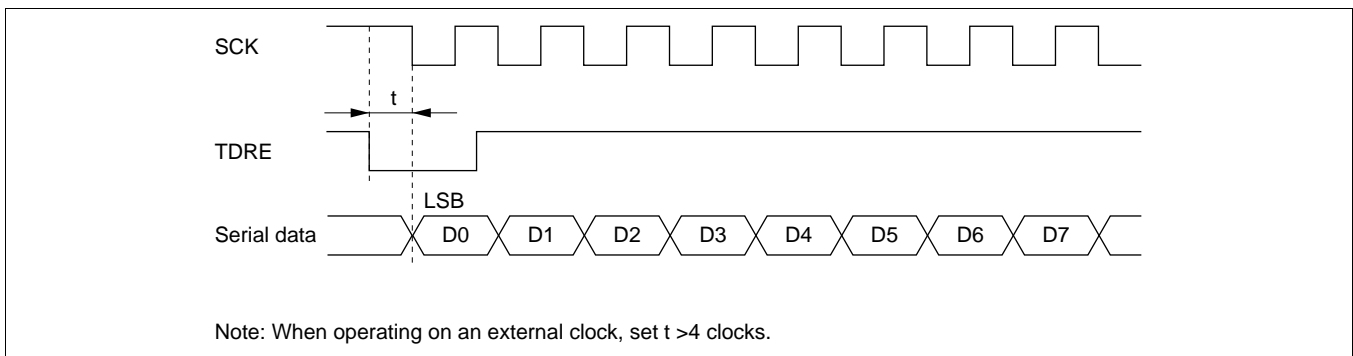 SCK
t
TDRE
LSB
Serial data D0 D1 D2 D3 D4 D5 D6 D7
Note: When operating on an external clock, set t >4 clocks.